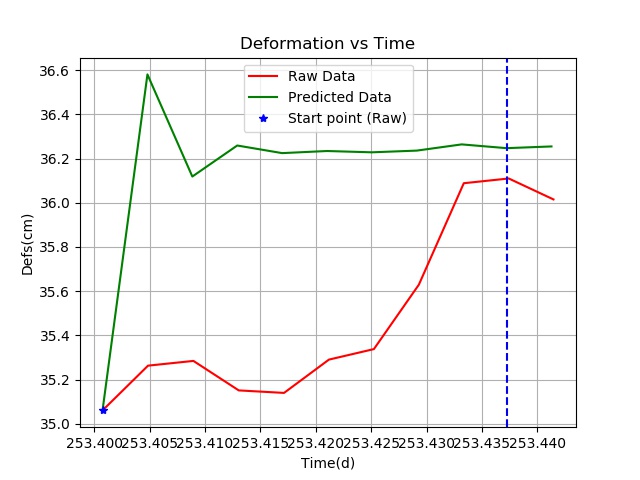 Deformation vs Time
Raw Data
Predicted Data
Start point (Raw)
36.6
36.4
36.2
36.0
35.8
35.6
35.4
35.2
35.0
Defs(cm)
253.400 253.405 253.410 253.415 253.420 253.425 253.430 253.435 253.440
Time(d)